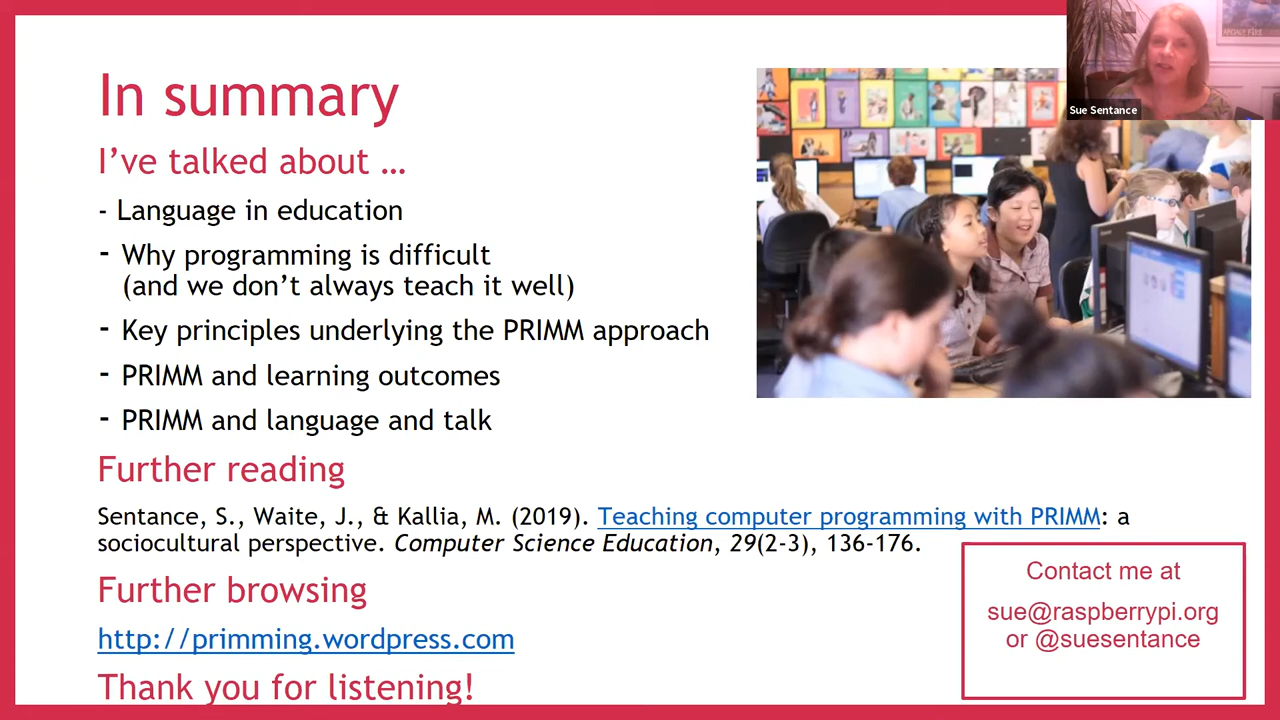 In summary
I’ve talked about …
- Language in education
- Why programming is difficult
(and we don’t always teach it well)
- Key principles underlying the PRIMM approach
- PRIMM and learning outcomes
- PRIMM and language and talk
Further reading
Sentance, S., Waite, J., & Kallia, M. (2019). Teaching computer programming with PRIMM: a
sociocultural perspective. Computer Science Education, 29(2-3), 136-176.
Further browsing
http://primming.wordpress.com
Thank you for listening!
Sue Sentance
Contact me at
sue@raspberrypi.org
or @suesentance